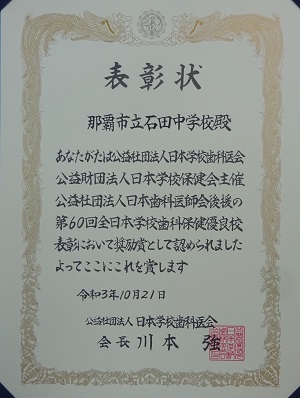 表彰状
那覇市立石田中学校殿
あなたがたは公益社団法人日本学校歯科医会
公益財団法人日本学校保健会主催
公益社団法人日本歯科医師会後援の
第60回全日本学校歯科保健優良校
表彰において奨励賞として認められました
よってここにこれを賞します
令和3年10月21日
公益社団法人 日本学校歯科医会
会長 川本 強